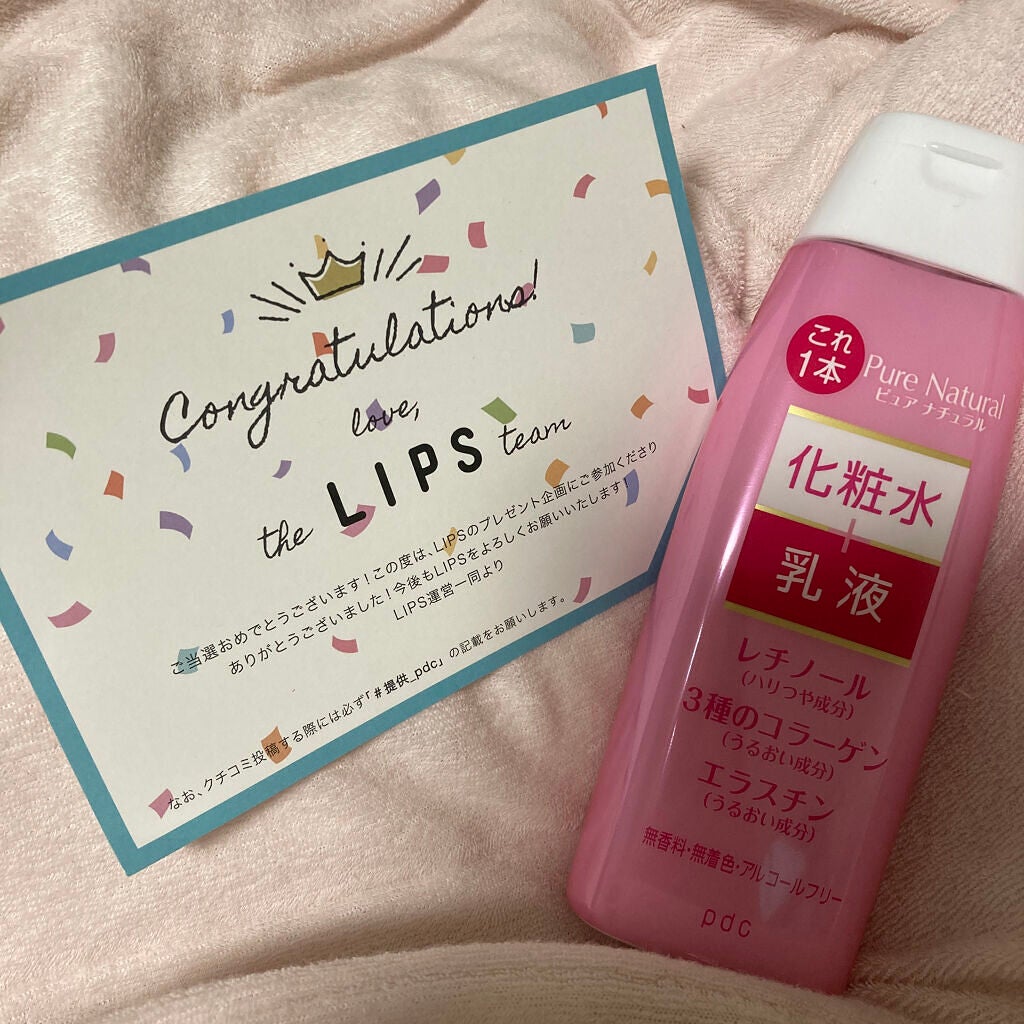 Congratulations!
love,
the LIPS team
ご当選おめでとうございます！この度は、LIPSのプレゼント企画にご参加くださり
ありがとうございました！今後もLIPSをよろしくお願いいたします！
LIPS運営一同より
なお、クチコミ投稿する際には必ず「#提供_pdc」の記載をお願いします。
これ
1本
Pure Natural
ピュア ナチュラル
化粧水
+
乳液
レチノール
(ハリつや成分)
3種のコラーゲン
(うるおい成分)
エラスチン
(うるおい成分)
無香料・無着色・アルコールフリー
pdc